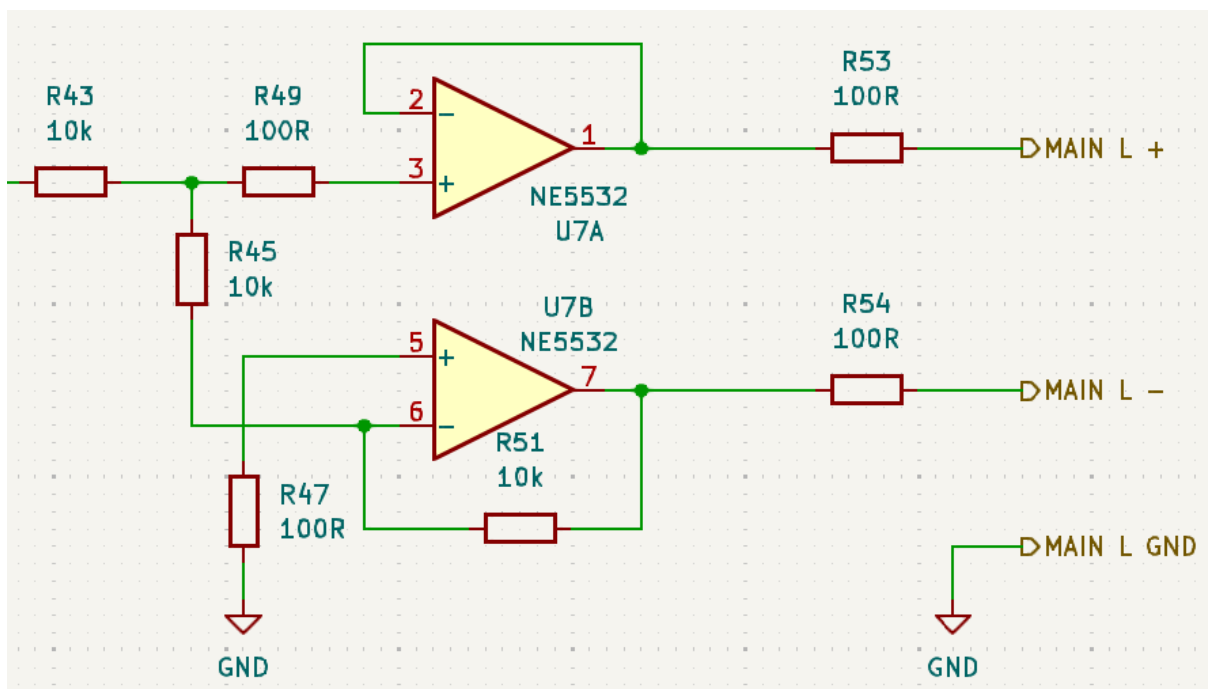 R43
10k
R49
100R
2
3
1
NE5532
U7A
R53
100R
MAIN L +
R45
10k
U7B
NE5532
5
6
7
R54
100R
MAIN L -
R51
10k
R47
100R
GND
MAIN L GND
GND